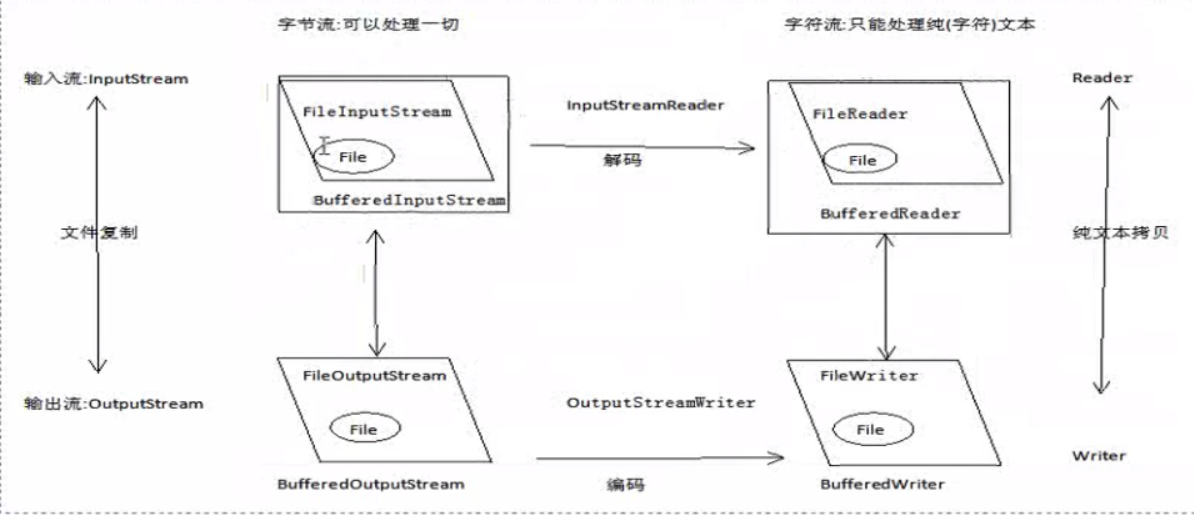 字节流:可以处理一切
字符流:只能处理纯(字符)文本
输入流:InputStream
FileInputStream
File
BufferedInputStream
InputStreamReader
解码
FileReader
File
BufferedReader
Reader
文件复制
纯文本拷贝
输出流:OutputStream
FileOutputStream
File
BufferedOutputStream
OutputStreamWriter
编码
FileWriter
File
BufferedWriter
Writer